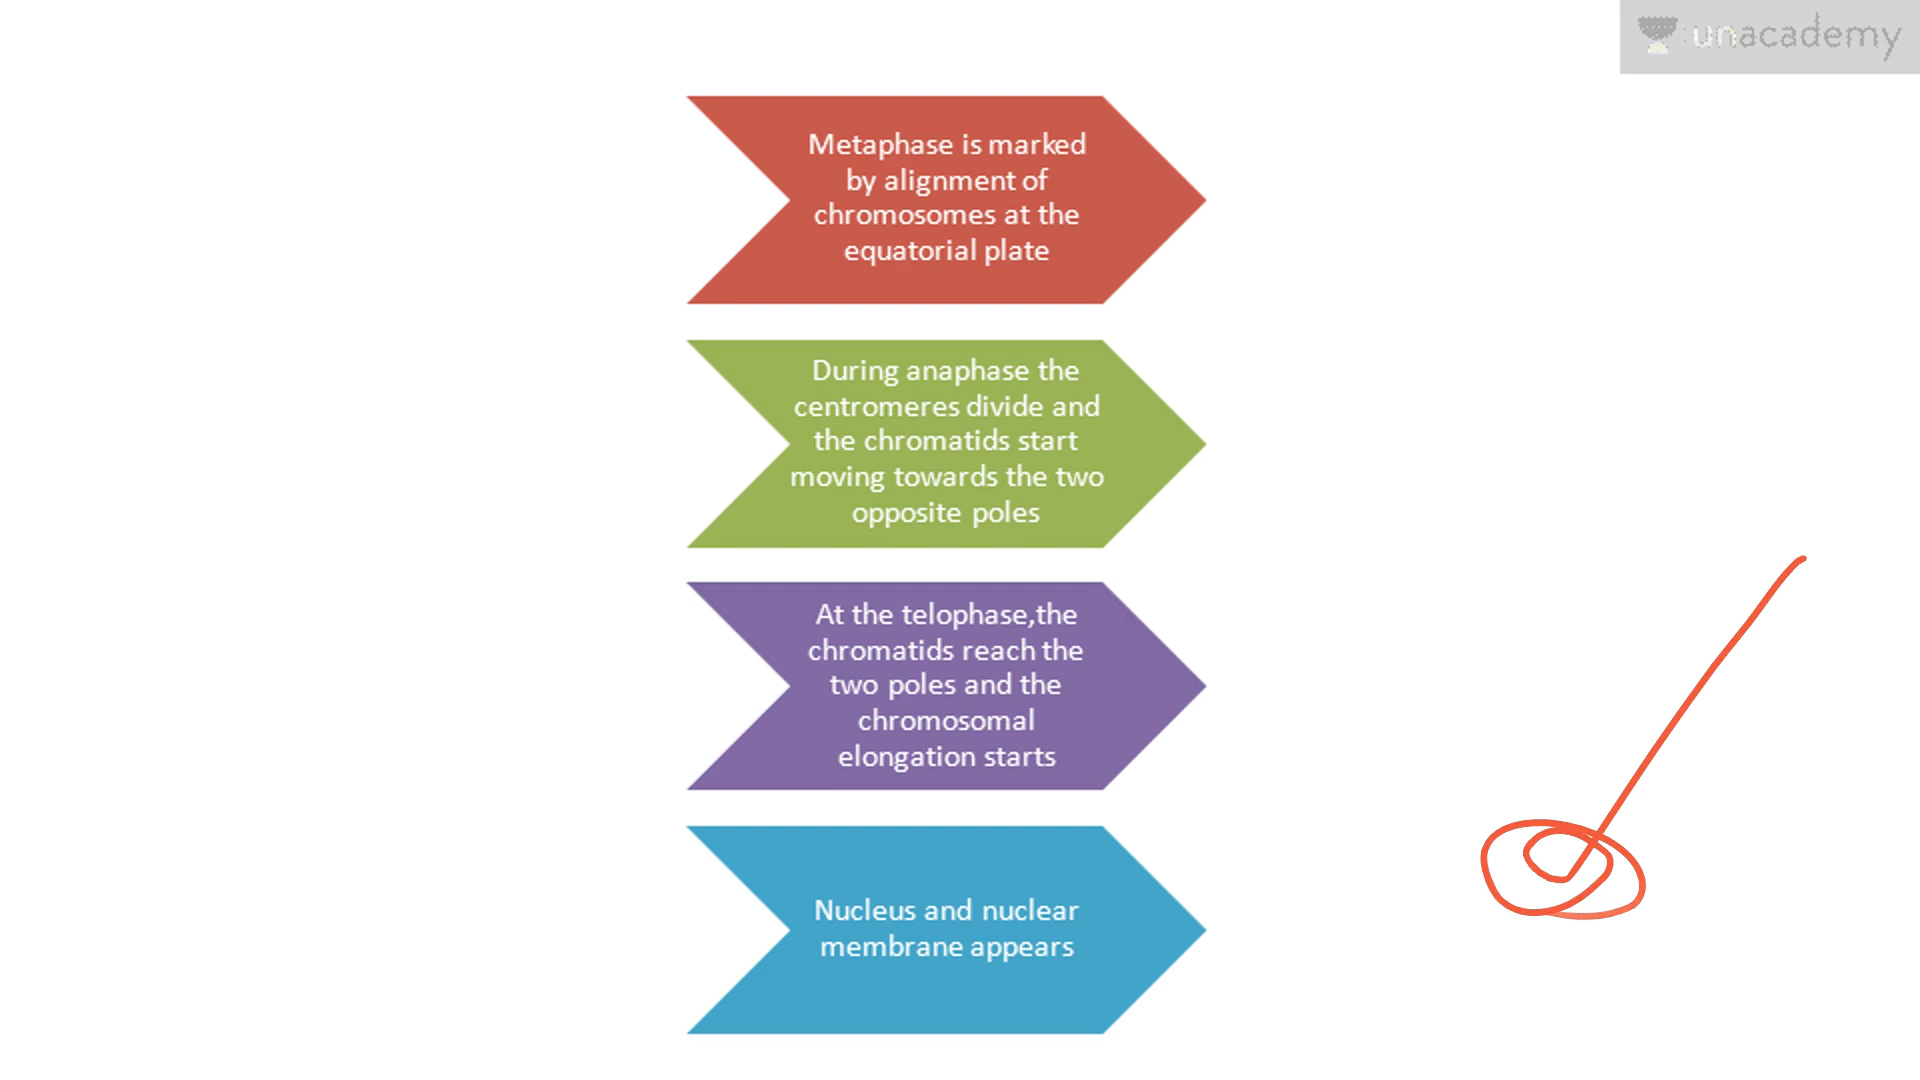 unacademy
Metaphase is marked
by alignment of
chromosomes at the
equatorial plate
During anaphase the
centromeres divide and
the chromatids start
moving towards the two
opposite poles
At the telophase,the
chromatids reach the
two poles and the
chromosomal
elongation starts
Nucleus and nuclear
membrane appears